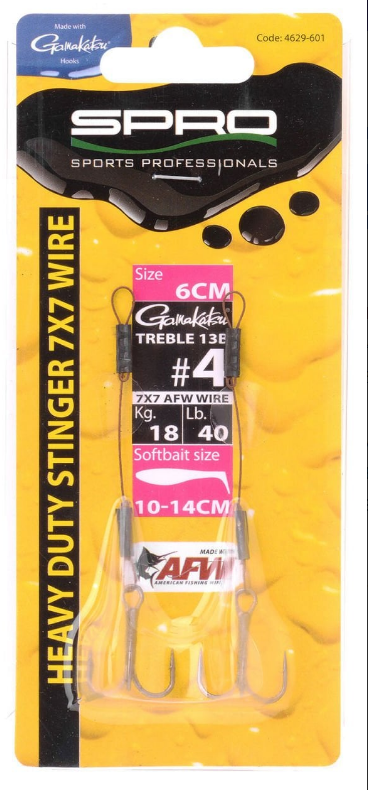 Made with
Gamakatsu
Hooks
Code: 4629-601
SPRO
SPORTS PROFESSIONALS
HEAVY DUTY STINGER 7X7 WIRE
Size
6CM
Gamakatsu
TREBLE 13B
#4
7X7 AFW WIRE
Kg. Lb.
18 40
Softbait size
10-14CM
MADE WITH
AFW
AMERICAN FISHING WIRE